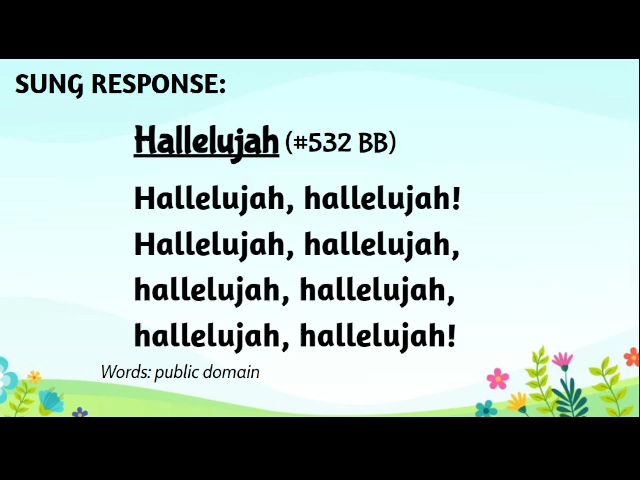 SUNG RESPONSE:
Hallelujah (#532 BB)
Hallelujah, hallelujah!
Hallelujah, hallelujah,
hallelujah, hallelujah,
hallelujah, hallelujah!
Words: public domain